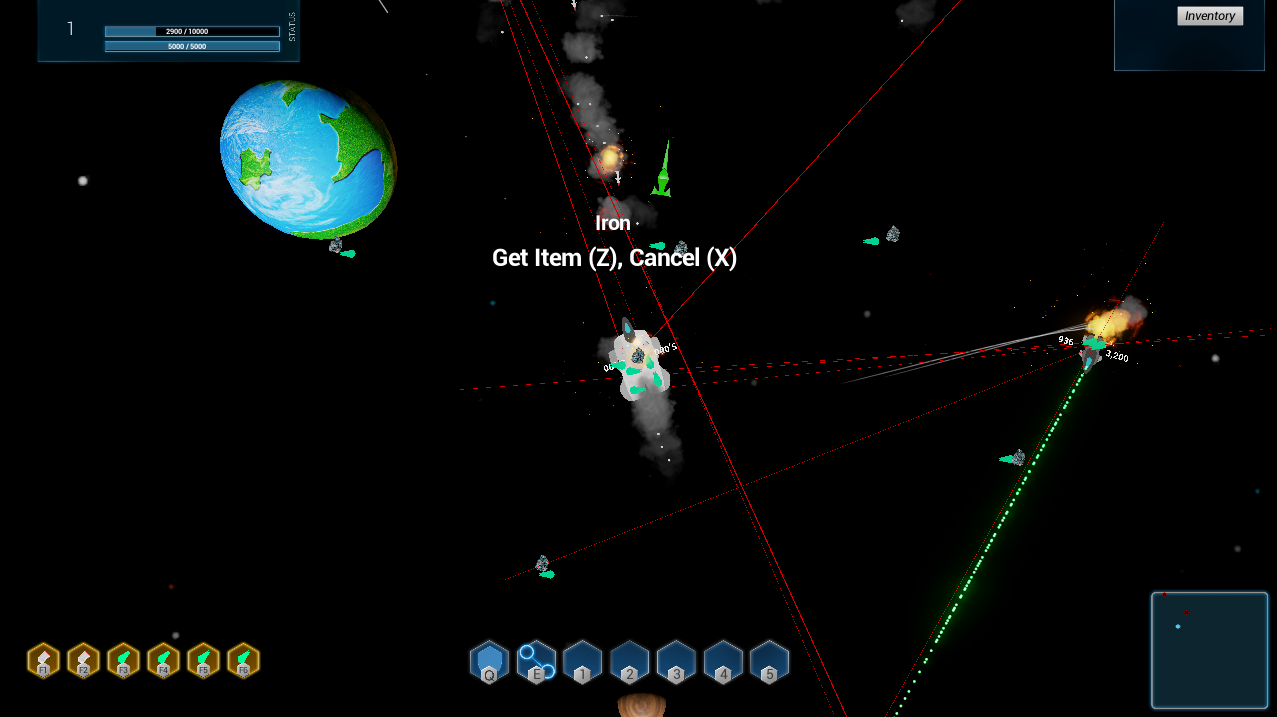 1
2900 / 10000
5000 / 5000
STATUS
Inventory
Iron
Get Item (Z), Cancel (X)
936
3,200
F1
F2
F3
F4
F5
F6
Q
E
1
2
3
4
5